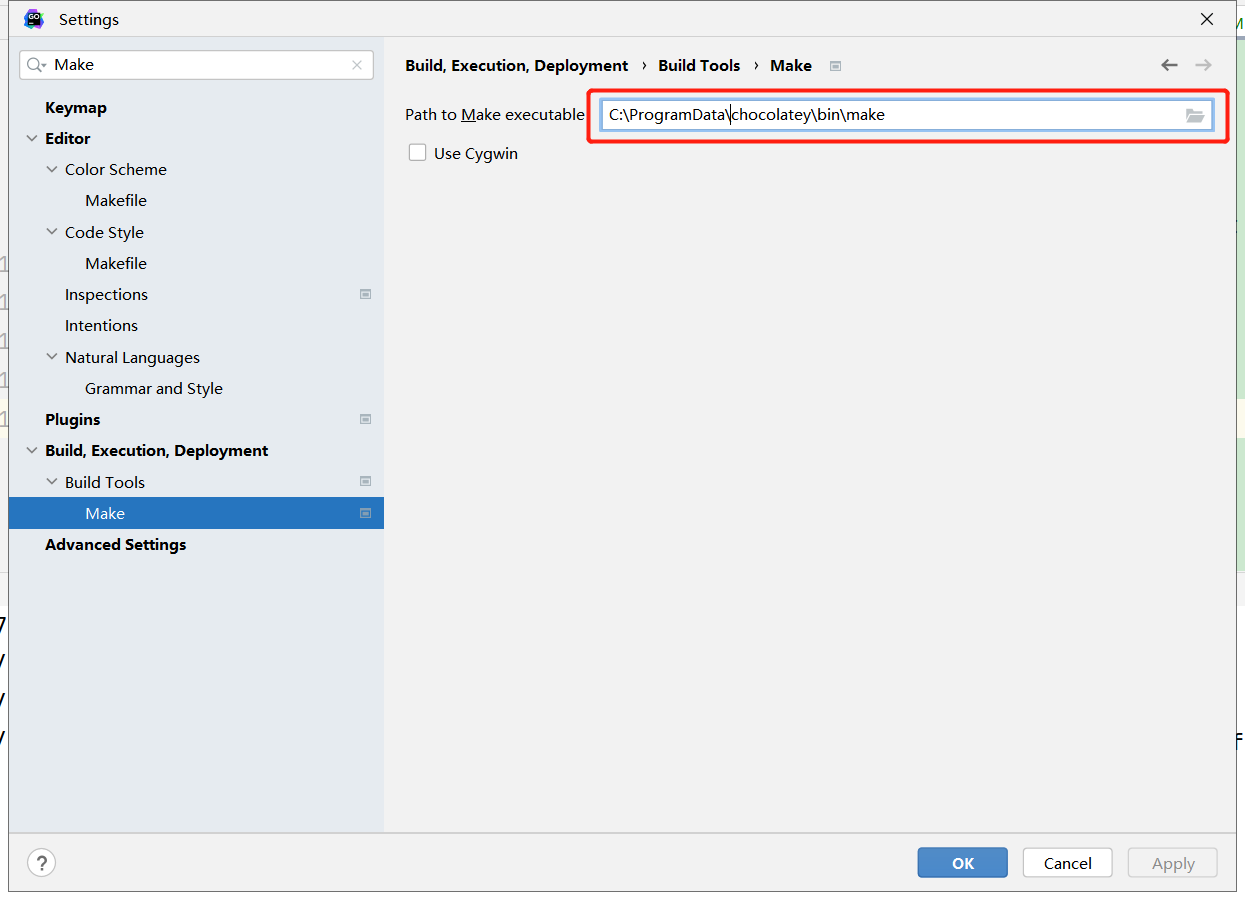 GO
Settings
Make
Keymap
Editor
Color Scheme
Makefile
Code Style
Makefile
Inspections
Intentions
Natural Languages
Grammar and Style
Plugins
Build, Execution, Deployment
Build Tools
Make
Advanced Settings
Build, Execution, Deployment › Build Tools › Make
Path to Make executable C:\ProgramData\chocolatey\bin\make
Use Cygwin
? OK Cancel Apply